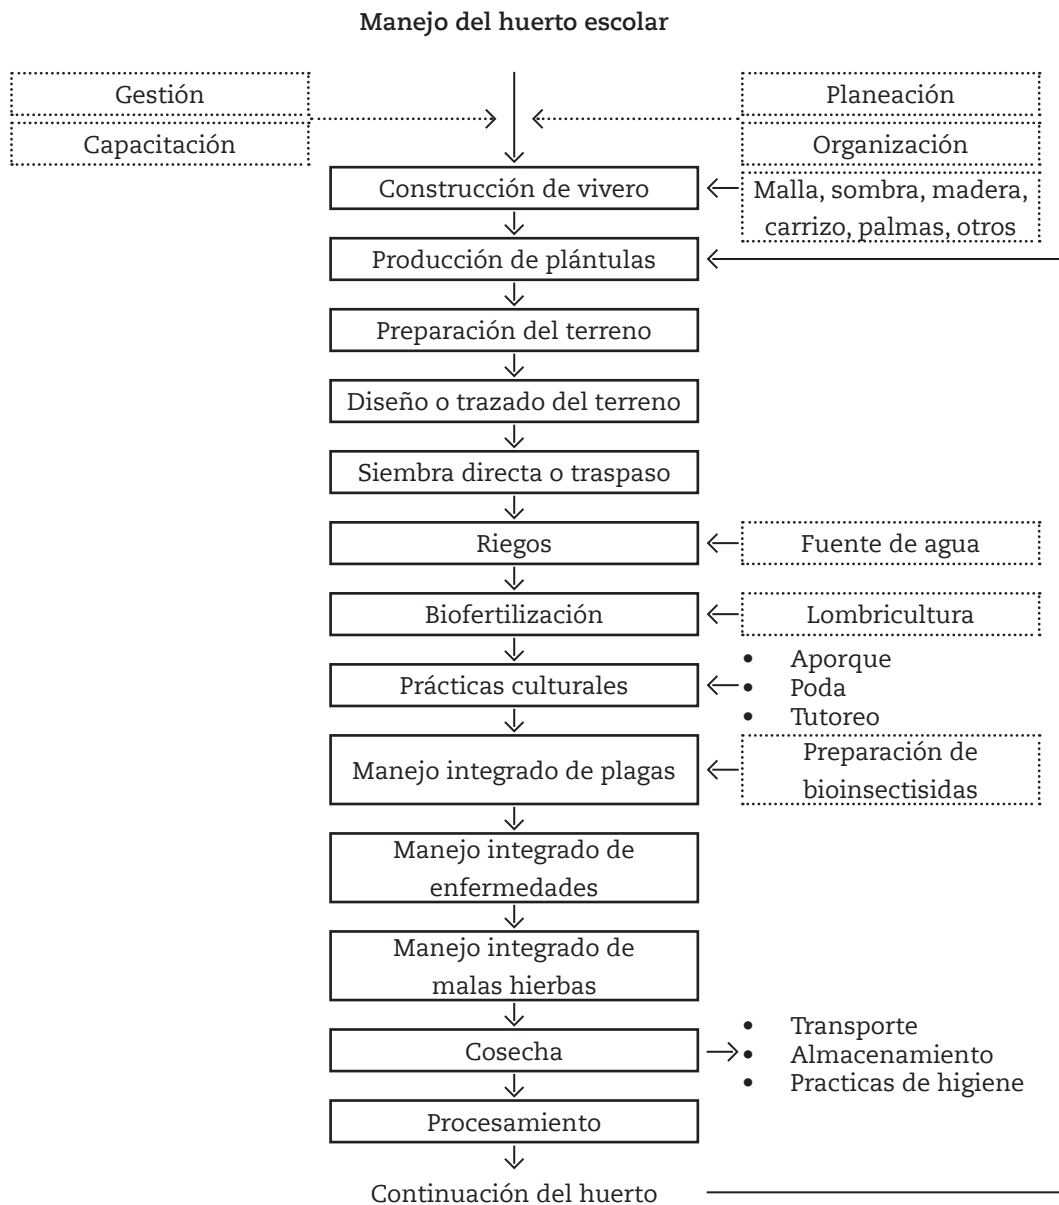 Manejo del huerto escolar
Gestión
Planeación
Capacitación
Organización
Construcción de vivero
Malla, sombra, madera,
carrizo, palmas, otros
Producción de plántulas
Preparación del terreno
Diseño o trazado del terreno
Siembra directa o traspaso
Riegos
Fuente de agua
Biofertilización
Lombricultura
Prácticas culturales
• Aporque
• Poda
• Tutoreo
Manejo integrado de plagas
Preparación de
bioinsectisidas
Manejo integrado de
enfermedades
Manejo integrado de
malas hierbas
Cosecha
• Transporte
• Almacenamiento
• Practicas de higiene
Procesamiento
Continuación del huerto